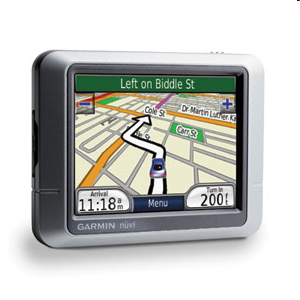 Left on Biddle St
Cole St
Dr-Martin Luther-Ki
Carr-St
Arrival
11:18 a m
Menu
Turn In
200 f t
GARMIN nüvi